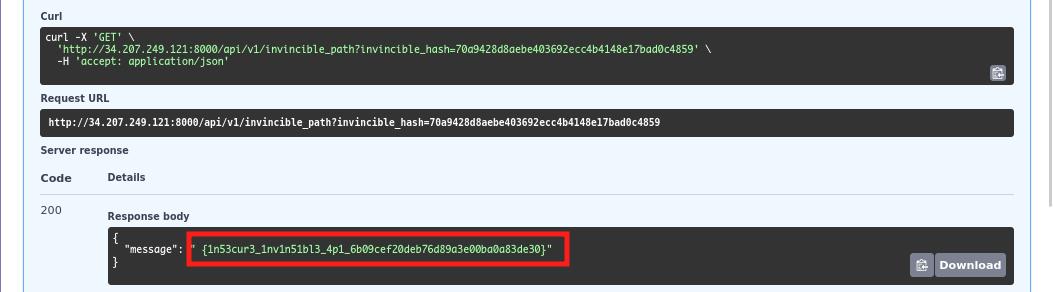 Curl
curl -X 'GET' \
'http://34.207.249.121:8000/api/v1/invincible_path?invincible_hash=70a9428d8aebe403692ecc4b4148e17bad0c4859' \
-H 'accept: application/json'
Request URL
http://34.207.249.121:8000/api/v1/invincible_path?invincible_hash=70a9428d8aebe403692ecc4b4148e17bad0c4859
Server response
Code Details
200
Response body
{
"message": " {1n53cur3_1nv1n51bl3_4p1_6b09cef20deb76d89a3e00ba0a83de30}"
}
Download